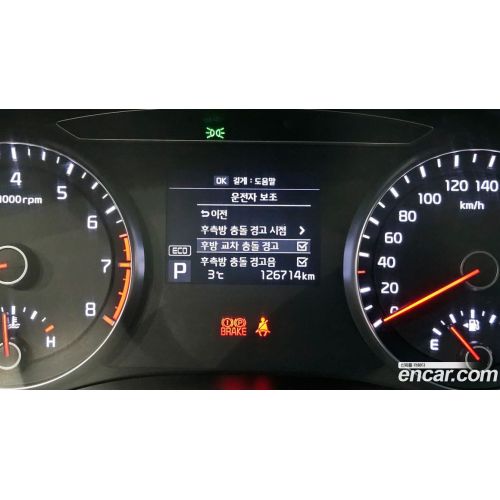 OK 길게 : 도움말
운전자 보조
이전
후측방 충돌 경고 시점
후방 교차 충돌 경고
후측방 충돌 경고음
ECO
P
3℃ 126714km
4 5 6 7 8
1000rpm
H
BRAKE
0 20 40 60 80 100 120 140
km/h
E
encar.com